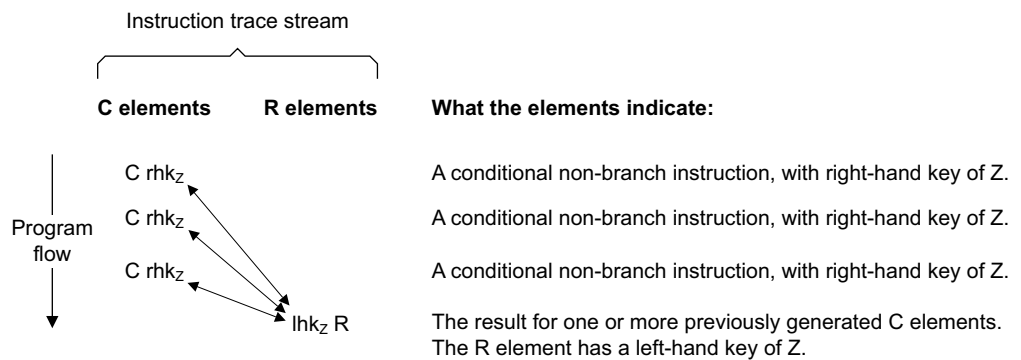 Instruction trace stream
C elements R elements What the elements indicate:
C rhkZ A conditional non-branch instruction, with right-hand key of Z.
C rhkZ A conditional non-branch instruction, with right-hand key of Z.
Program
flow
C rhkZ A conditional non-branch instruction, with right-hand key of Z.
lhkZ R The result for one or more previously generated C elements.
The R element has a left-hand key of Z.